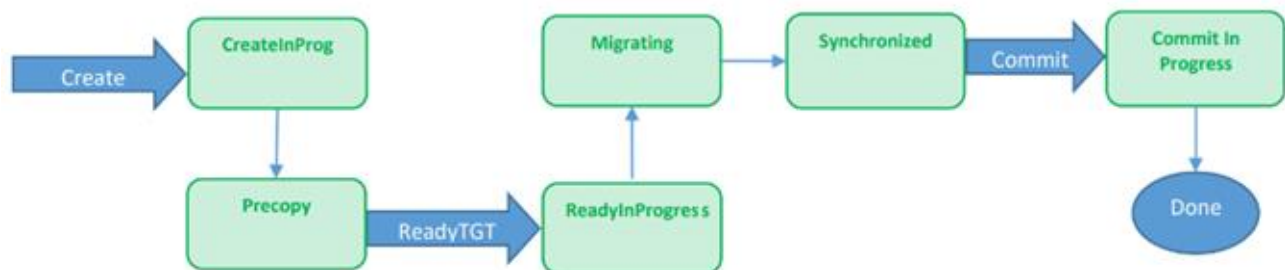 Create
CreateInProg
Precopy
ReadyTGT
ReadyInProgress
Migrating
Synchronized
Commit
Commit In
Progress
Done